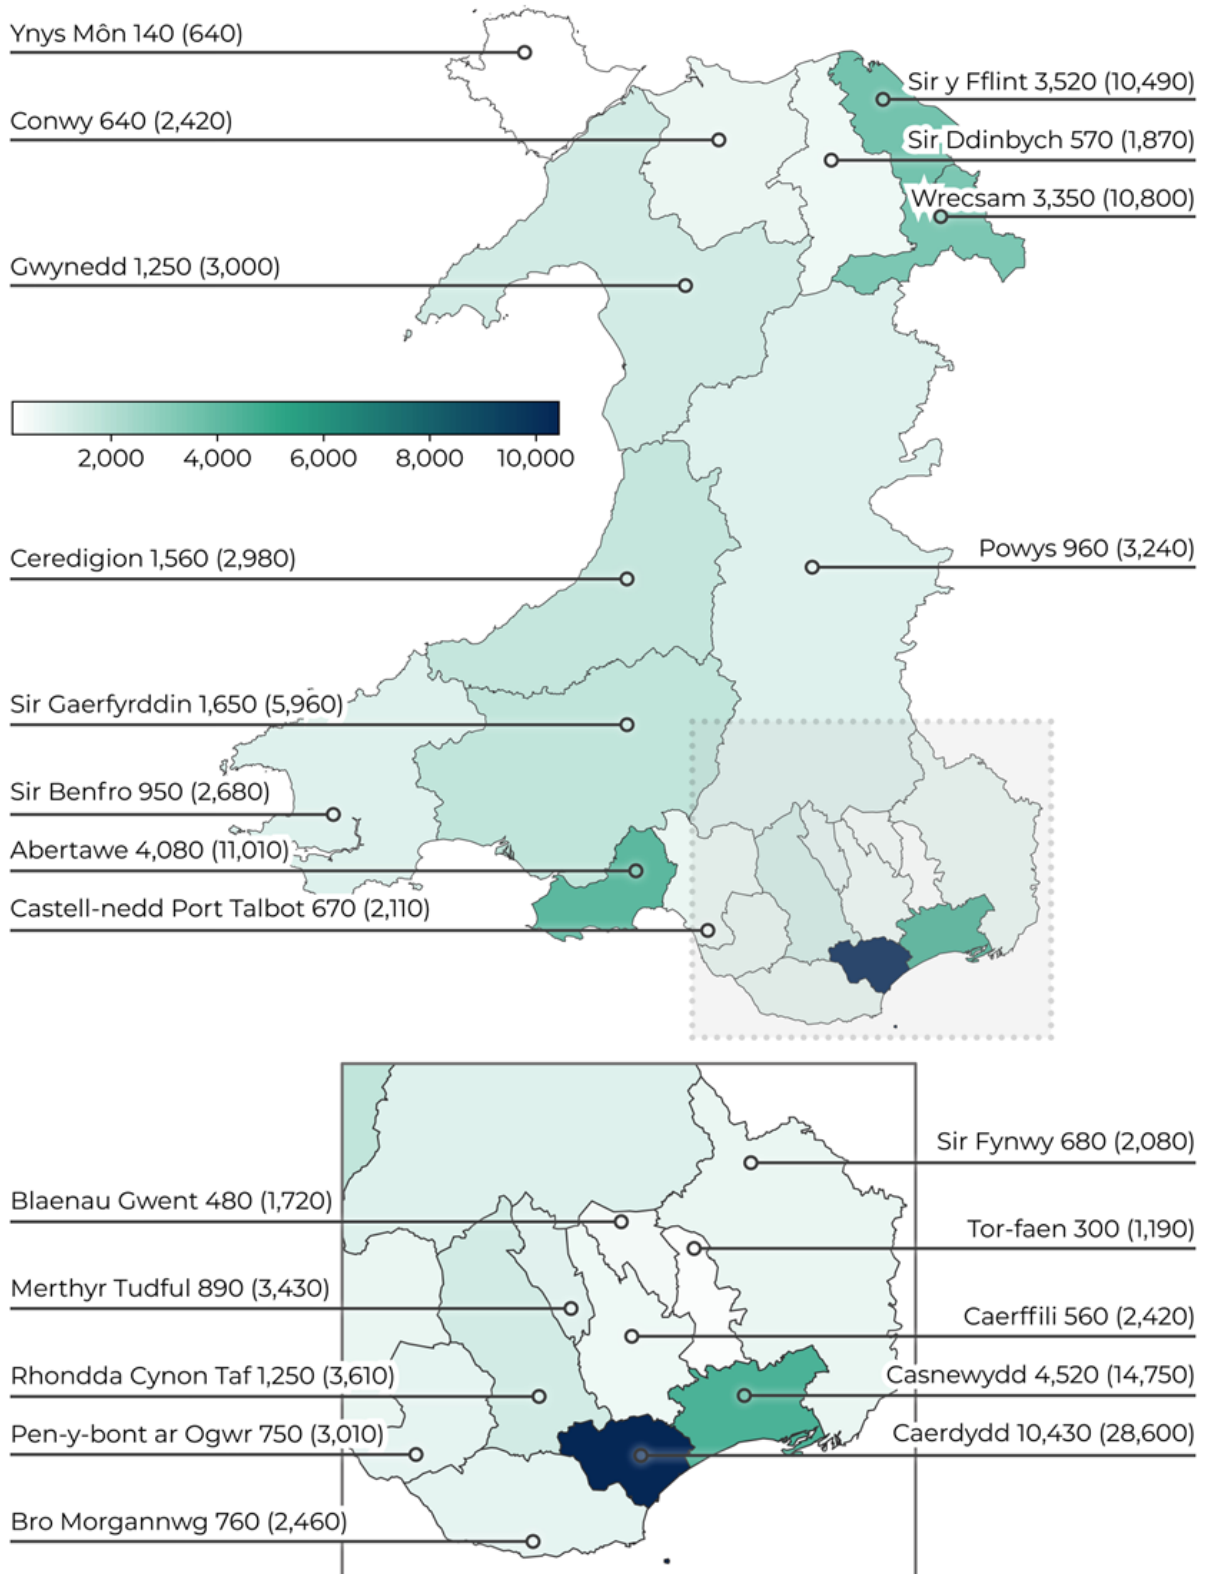 Ynys Môn 140 (640)
Sir y Fflint 3,520 (10,490)
Conwy 640 (2,420)
Sir Ddinbych 570 (1,870)
Wrecsam 3,350 (10,800)
Gwynedd 1,250 (3,000)
2,000 4,000 6,000 8,000 10,000
Ceredigion 1,560 (2,980)
Powys 960 (3,240)
Sir Gaerfyrddin 1,650 (5,960)
Sir Benfro 950 (2,680)
Abertawe 4,080 (11,010)
Castell-nedd Port Talbot 670 (2,110)
Sir Fynwy 680 (2,080)
Blaenau Gwent 480 (1,720)
Tor-faen 300 (1,190)
Merthyr Tudful 890 (3,430)
Caerffili 560 (2,420)
Rhondda Cynon Taf 1,250 (3,610)
Casnewydd 4,520 (14,750)
Pen-y-bont ar Ogwr 750 (3,010)
Caerdydd 10,430 (28,600)
Bro Morgannwg 760 (2,460)